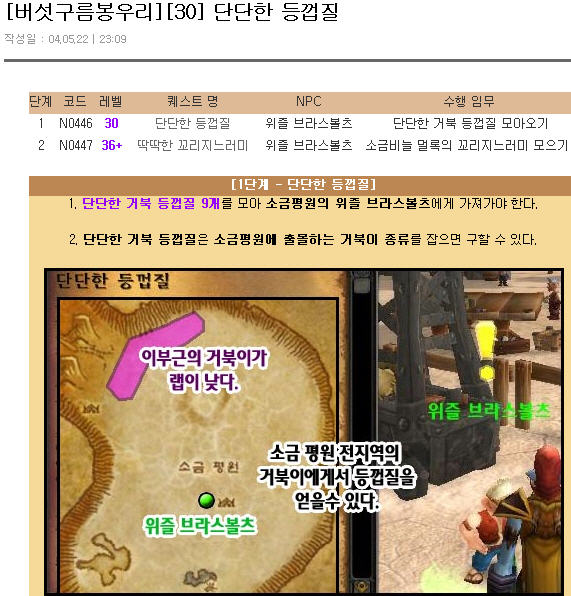 [버섯구름봉우리][30] 단단한 등껍질
작성일 : 04,05,22 | 23:09
단계 코드 레벨 퀘스트 명 NPC 수행 임무
1 N0446 30 단단한 등껍질 위즐 브라스볼츠 단단한 거북 등껍질 모아오기
2 N0447 36+ 딱딱한 꼬리지느러미 위즐 브라스볼츠 소금비늘 멀록의 꼬리지느러미 모으기
[1단계 - 단단한 등껍질]
1. 단단한 거북 등껍질 9개를 모아 소금평원의 위즐 브라스볼츠에게 가져가야 한다.
2. 단단한 거북 등껍질은 소금평원에 출몰하는 거북이 종류를 잡으면 구할 수 있다.
단단한 등껍질
이부근의 거북이가
랩이 낮다.
위즐 브라스볼츠
소금 평원 전지역의
거북이에게서 등껍질을
얻을수 있다.
소금 평원
위즐 브라스볼츠